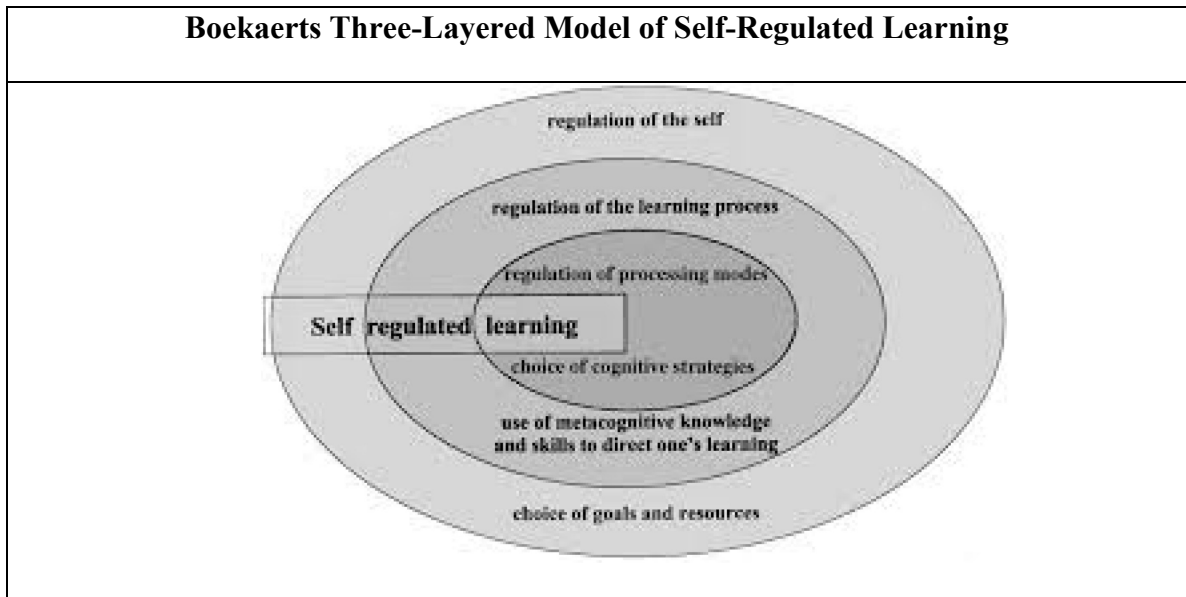 Boekaerts Three-Layered Model of Self-Regulated Learning
regulation of the self
regulation of the learning process
regulation of processing modes
Self regulated learning
choice of cognitive strategies
use of metacognitive knowledge
and skills to direct one's learning
choice of goals and resources